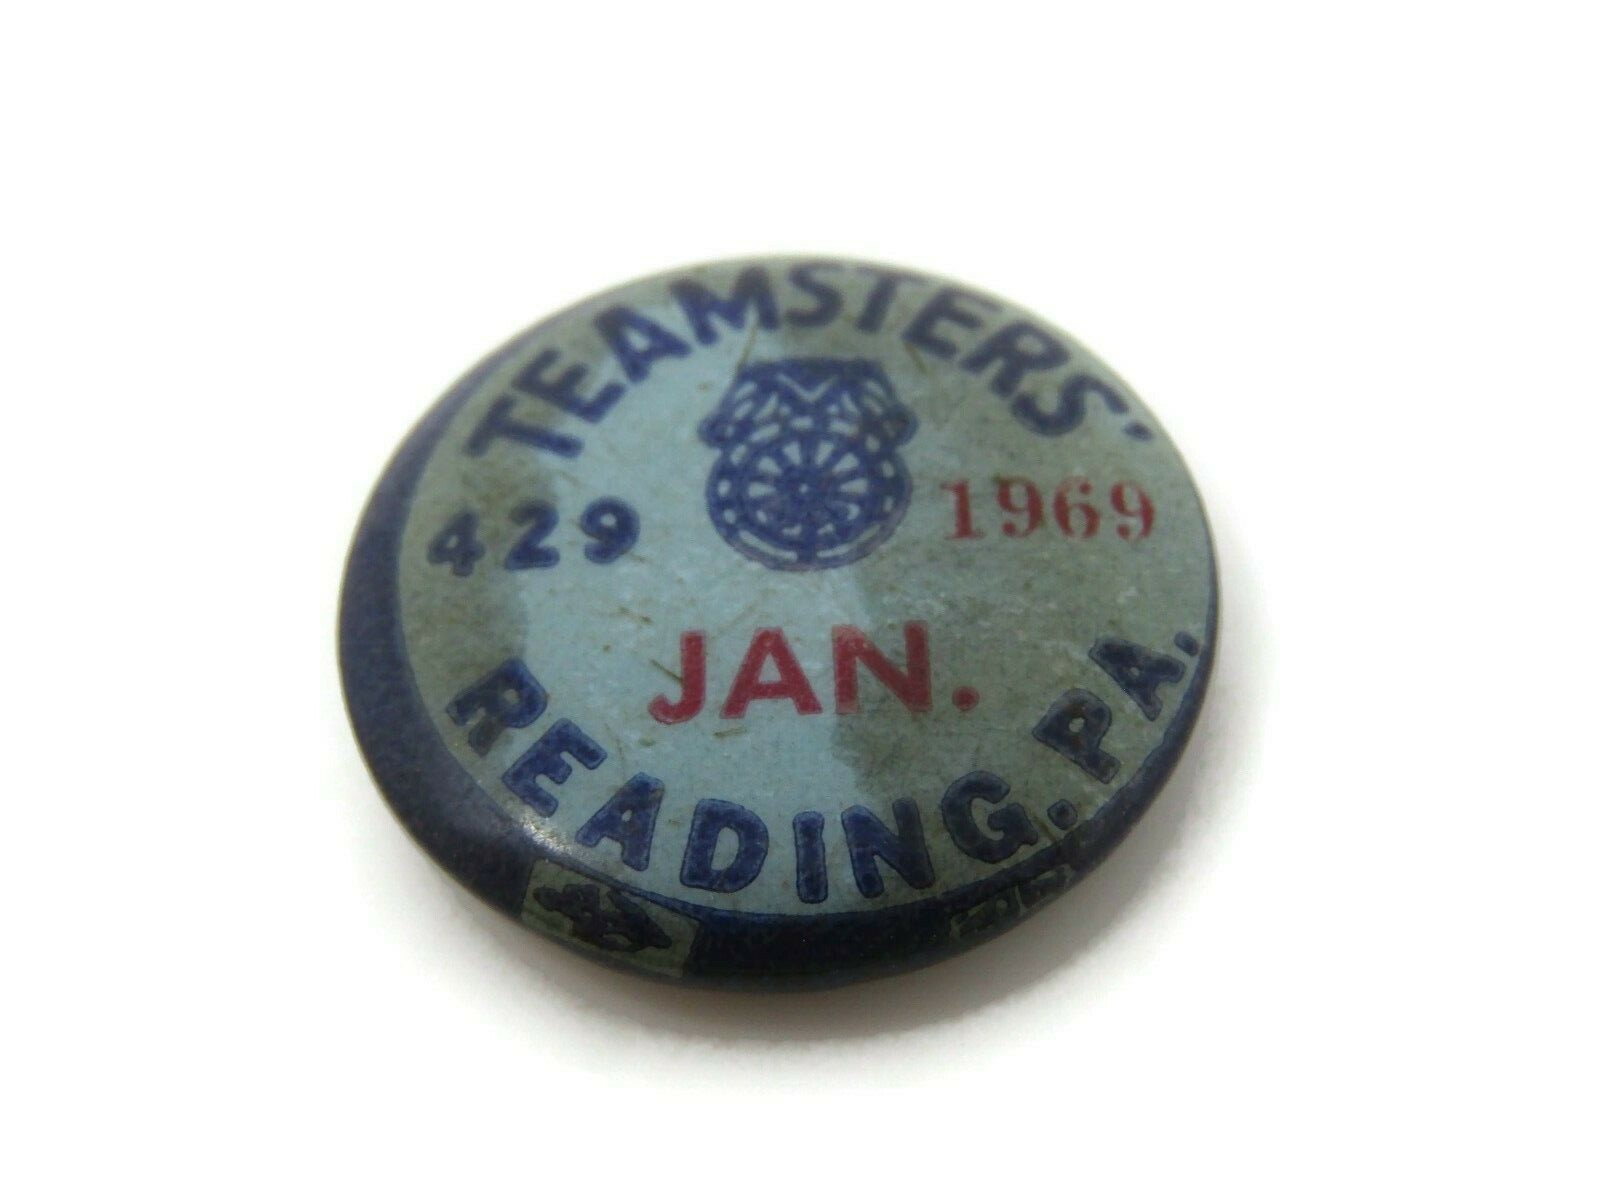 TEAMSTERS'
429 1969
JAN.
READING. PA.